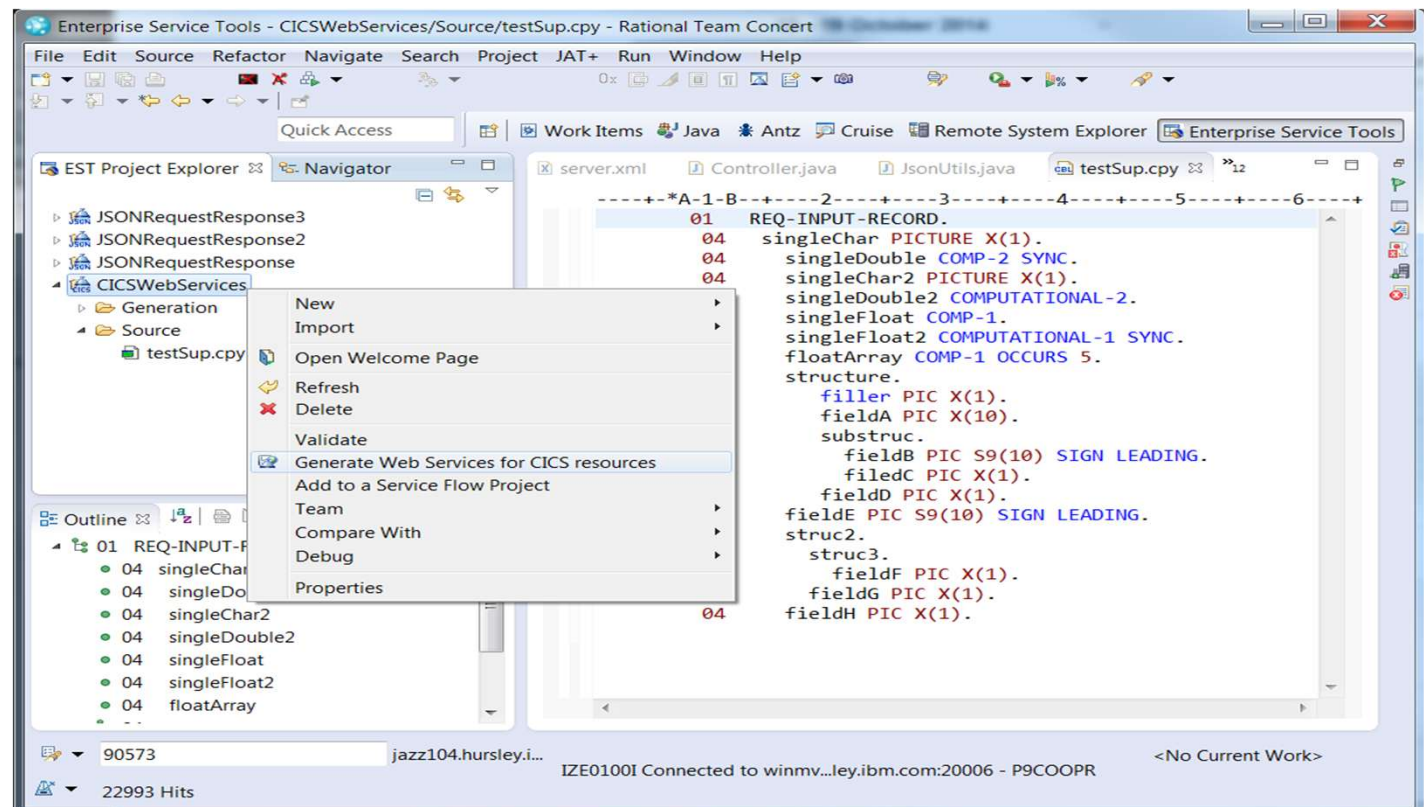 Enterprise Service Tools - CICSWebServices/Source/testSup.cpy - Rational Team Concert
File Edit Source Refactor Navigate Search Project JAT+ Run Window Help
Quick Access Work Items Java Antz Cruise Remote System Explorer Enterprise Service Tools
EST Project Explorer Navigator
JSONRequestResponse3
JSONRequestResponse2
JSONRequestResponse
CICSWebServices
Generation
Source
testSup.cpy
New
Import
Open Welcome Page
Refresh
Delete
Validate
Generate Web Services for CICS resources
Add to a Service Flow Project
Team
Compare With
Debug
Properties
Outline
01 REQ-INPUT-F
04 singleChar
04 singleDo
04 singleChar2
04 singleDouble2
04 singleFloat
04 singleFloat2
04 floatArray
server.xml Controller.java JsonUtils.java testSup.cpy »12
----+-*A-1-B--+----2----+----3----+----4----+----5----+----6----+
01 REQ-INPUT-RECORD.
04 singleChar PICTURE X(1).
04 singleDouble COMP-2 SYNC.
04 singleChar2 PICTURE X(1).
singleDouble2 COMPUTATIONAL-2.
singleFloat COMP-1.
singleFloat2 COMPUTATIONAL-1 SYNC.
floatArray COMP-1 OCCURS 5.
structure.
filler PIC X(1).
fieldA PIC X(10).
substruc.
fieldB PIC S9(10) SIGN LEADING.
filedC PIC X(1).
fieldD PIC X(1).
fieldE PIC S9(10) SIGN LEADING.
struc2.
struc3.
fieldF PIC X(1).
fieldG PIC X(1).
04 fieldH PIC X(1).
90573 jazz104.hursley.i... IZE0100I Connected to winmv...ley.ibm.com:20006 - P9COOPR <No Current Work>
22993 Hits